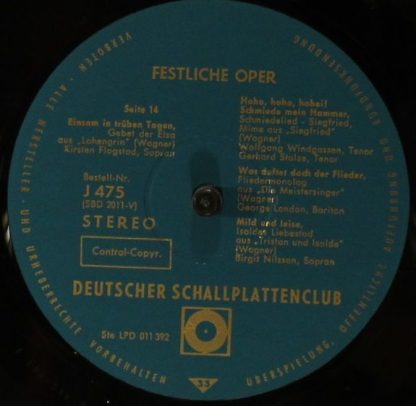 FESTLICHE OPER
Seite 14
Einsam in trüben Tagen,
Gebet der Elsa
aus „Lohengrin" (Wagner)
Kirsten Flagstad, Sopran
Bestell-Nr.
J 475
(SBD 2011-V)
STEREO
Control-Copyr.
Hoho, hoho, hohei!
Schmiede mein Hammer,
Schmiedelied - Siegfried,
Mime aus „Siegfried"
(Wagner)
Wolfgang Windgassen, Tenor
Gerhard Stolze, Tenor
Was duftet doch der Flieder,
Fliedermonolog
aus „Die Meistersinger"
(Wagner)
George London, Bariton
Mild und leise,
Isoldes Liebestod
aus „Tristan und Isolde"
(Wagner)
Birgit Nilsson, Sopran
DEUTSCHER SCHALLPLATTENCLUB
Ste LPD 011 392
33
ALLE HERSTELLER - UND URHEBERRECHTE VORBEHALTEN
ÜBERSPIELUNG, ÖFFENTLICHE AUFFÜHRUNG UND RUNDFUNKSENDUNG VERBOTEN